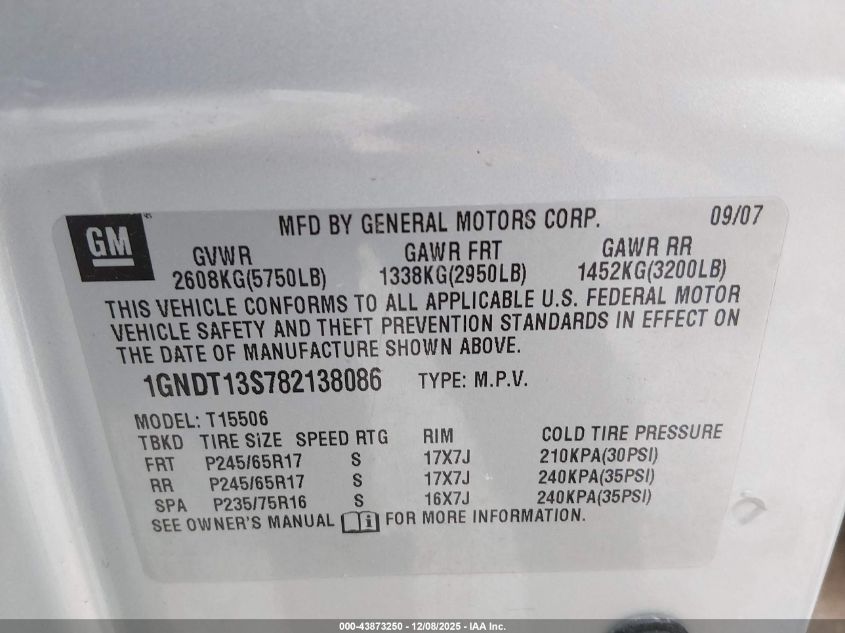 GM
MFD BY GENERAL MOTORS CORP. 09/07
GVWR GAWR FRT GAWR RR
2608KG(5750LB) 1338KG(2950LB) 1452KG(3200LB)
THIS VEHICLE CONFORMS TO ALL APPLICABLE U.S. FEDERAL MOTOR
VEHICLE SAFETY AND THEFT PREVENTION STANDARDS IN EFFECT ON
THE DATE OF MANUFACTURE SHOWN ABOVE.
1GNDT13S782138086 TYPE: M.P.V.
MODEL: T15506
TBKD TIRE SIZE SPEED RTG RIM COLD TIRE PRESSURE
FRT P245/65R17 S 17X7J 210KPA(30PSI)
RR P245/65R17 S 17X7J 240KPA(35PSI)
SPA P235/75R16 S 16X7J 240KPA(35PSI)
SEE OWNER'S MANUAL i FOR MORE INFORMATION.
000-43873250 - 12/08/2025 - IAA Inc.